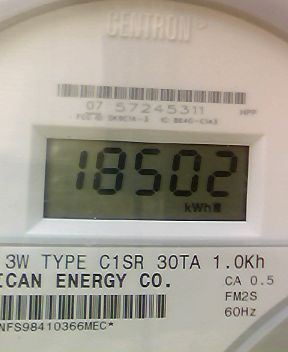 CENTRON®
07 57245311 HPP
18502
kWh
3W TYPE C1SR 30TA 1.0Kh
ICAN ENERGY CO. CA 0.5
FM2S
NFS98410366MEC* 60Hz